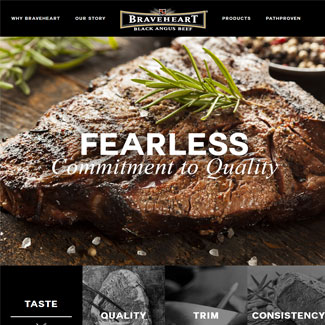 WHY BRAVEHEART
OUR STORY
BRAVEHEART
BLACK ANGUS BEEF
PRODUCTS
PATHPROVEN
FEARLESS
Commitment to Quality
TASTE
QUALITY
TRIM
CONSISTENCY